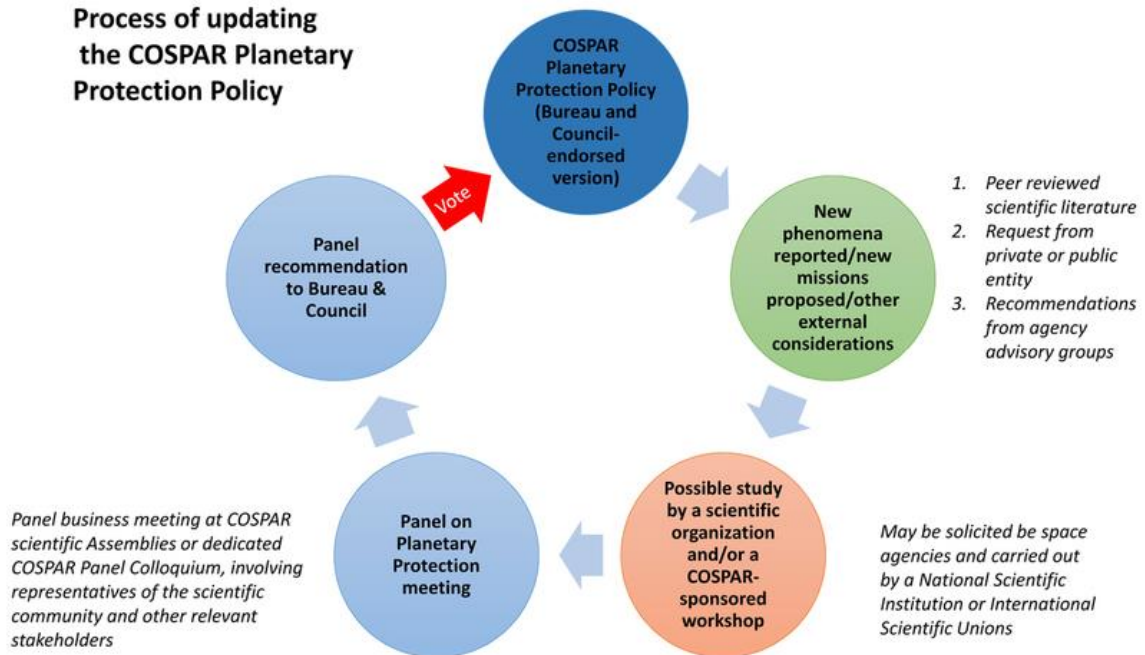 Process of updating
the COSPAR Planetary
Protection Policy
COSPAR
Planetary
Protection Policy
(Bureau and
Council-
endorsed
version)
Vote
New
phenomena
reported/new
missions
proposed/other
external
considerations
1. Peer reviewed
scientific literature
2. Request from
private or public
entity
3. Recommendations
from agency
advisory groups
Possible study
by a scientific
organization
and/or a
COSPAR-
sponsored
workshop
May be solicited be space
agencies and carried out
by a National Scientific
Institution or International
Scientific Unions
Panel on
Planetary
Protection
meeting
Panel business meeting at COSPAR
scientific Assemblies or dedicated
COSPAR Panel Colloquium, involving
representatives of the scientific
community and other relevant
stakeholders
Panel
recommendation
to Bureau &
Council